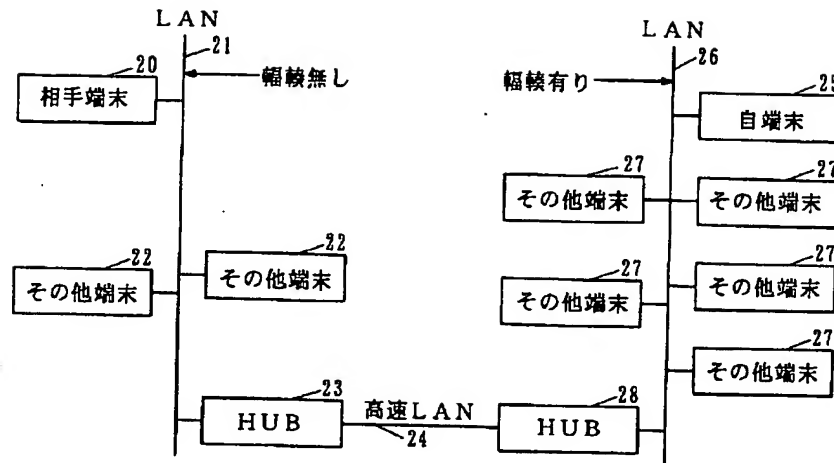 LAN
21
輻輳無し
20
相手端末
22
その他端末
22
その他端末
23
HUB
高速LAN
24
LAN
26
輻輳有り
25
自端末
27
その他端末
27
その他端末
27
その他端末
27
その他端末
27
その他端末
28
HUB